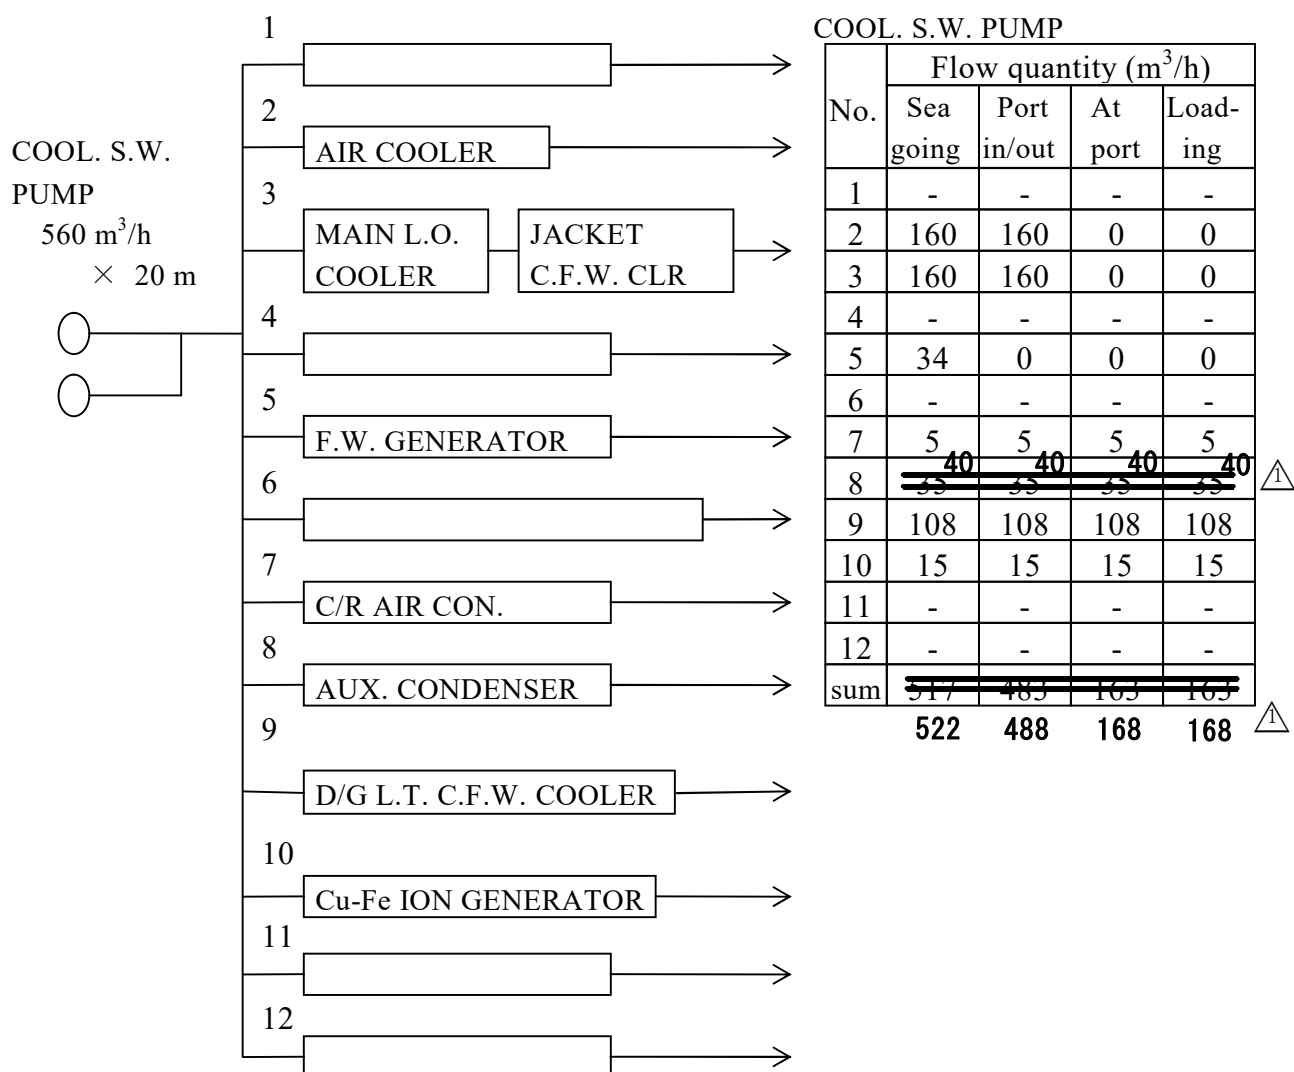 COOL. S.W.
PUMP
560 m³/h
× 20 m
1
2
AIR COOLER
3
MAIN L.O.
COOLER
JACKET
C.F.W. CLR
4
5
F.W. GENERATOR
6
7
C/R AIR CON.
8
AUX. CONDENSER
9
D/G L.T. C.F.W. COOLER
10
Cu-Fe ION GENERATOR
11
12
COOL. S.W. PUMP
No. Flow quantity (m³/h)
Sea going Port in/out At port Load-ing
1 - - - -
2 160 160 0 0
3 160 160 0 0
4 - - - -
5 34 0 0 0
6 - - - -
7 5 5 5 5
40 40 40 40
8 35 35 35 35 1
9 108 108 108 108
10 15 15 15 15
11 - - - -
12 - - - -
sum 517 483 163 163
522 488 168 168 1